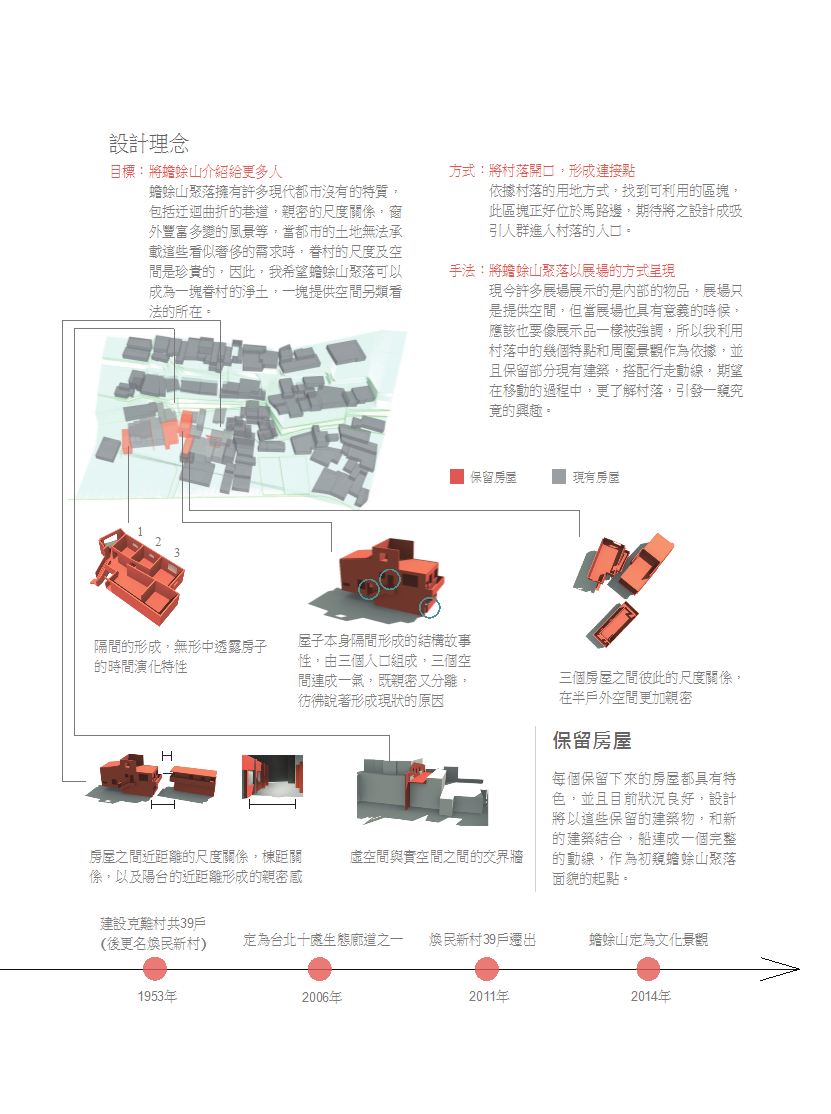 設計理念
目標：將蟾蜍山介紹給更多人
蟾蜍山聚落擁有許多現代都市沒有的特質，
包括迂迴曲折的巷道，親密的尺度關係，窗
外豐富多變的風景等，當都市的土地無法承
載這些看似奢侈的需求時，眷村的尺度及空
間是珍貴的，因此，我希望蟾蜍山聚落可以
成為一塊眷村的淨土，一塊提供空間另類看
法的所在。
方式：將村落開口，形成連接點
依據村落的用地方式，找到可利用的區塊，
此區塊正好位於馬路邊，期待將之設計成吸
引人群進入村落的入口。
手法：將蟾蜍山聚落以展場的方式呈現
現今許多展場展示的是內部的物品，展場只
是提供空間，但當展場也具有意義的時候，
應該也要像展示品一樣被強調，所以我利用
村落中的幾個特點和周圍景觀作為依據，並
且保留部分現有建築，搭配行走動線，期望
在移動的過程中，更了解村落，引發一窺究
竟的興趣。
保留房屋
現有房屋
1
2
3
隔間的形成，無形中透露房子
的時間演化特性
屋子本身隔間形成的結構故事
性，由三個入口組成，三個空
間連成一氣，既親密又分離，
彷彿說著形成現狀的原因
三個房屋之間彼此的尺度關係，
在半戶外空間更加親密
房屋之間近距離的尺度關係，棟距關
係，以及陽台的近距離形成的親密感
虛空間與實空間之間的交界牆
保留房屋
每個保留下來的房屋都具有特
色，並且目前狀況良好，設計
將以這些保留的建築物，和新
的建築結合，船連成一個完整
的動線，作為初窺蟾蜍山聚落
面貌的起點。
建設克難村共39戶
(後更名煥民新村)
定為台北十處生態廊道之一
煥民新村39戶遷出
蟾蜍山定為文化景觀
1953年
2006年
2011年
2014年